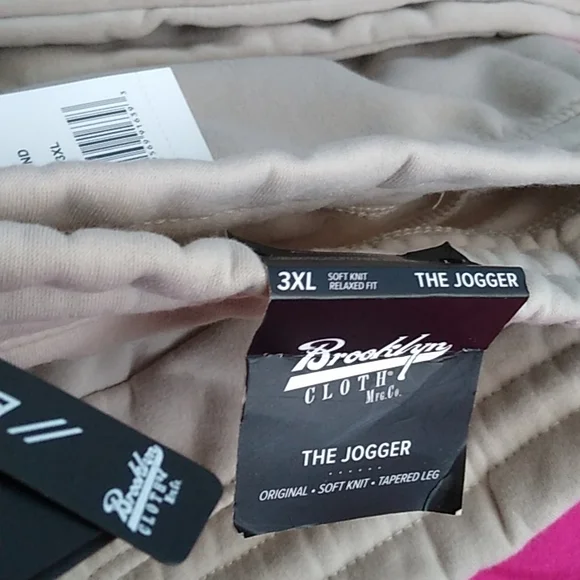 3XL
SOFT KNIT
RELAXED FIT
THE JOGGER
Brooklyn
CLOTH®
MFG.Co.
THE JOGGER
ORIGINAL • SOFT KNIT • TAPERED LEG
Brooklyn
CLOTH
Mfg.Co.
3XL
ND